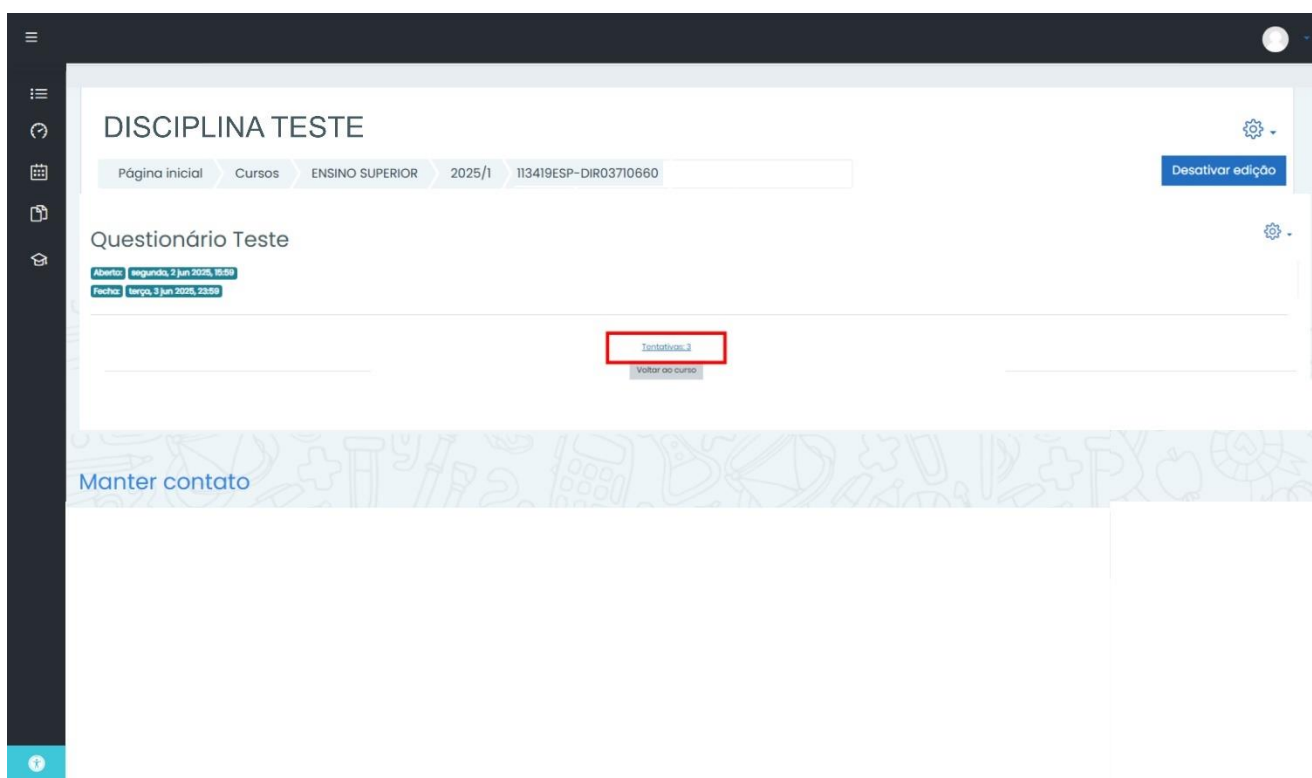 DISCIPLINA TESTE
Página inicial Cursos ENSINO SUPERIOR 2025/1 113419ESP-DIR03710660
Desativar edição
Questionário Teste
Aberto: segunda, 2 jun 2025, 15:59
Fecha: terça, 3 jun 2025, 23:59
Tentativas: 3
Voltar ao curso
Manter contato